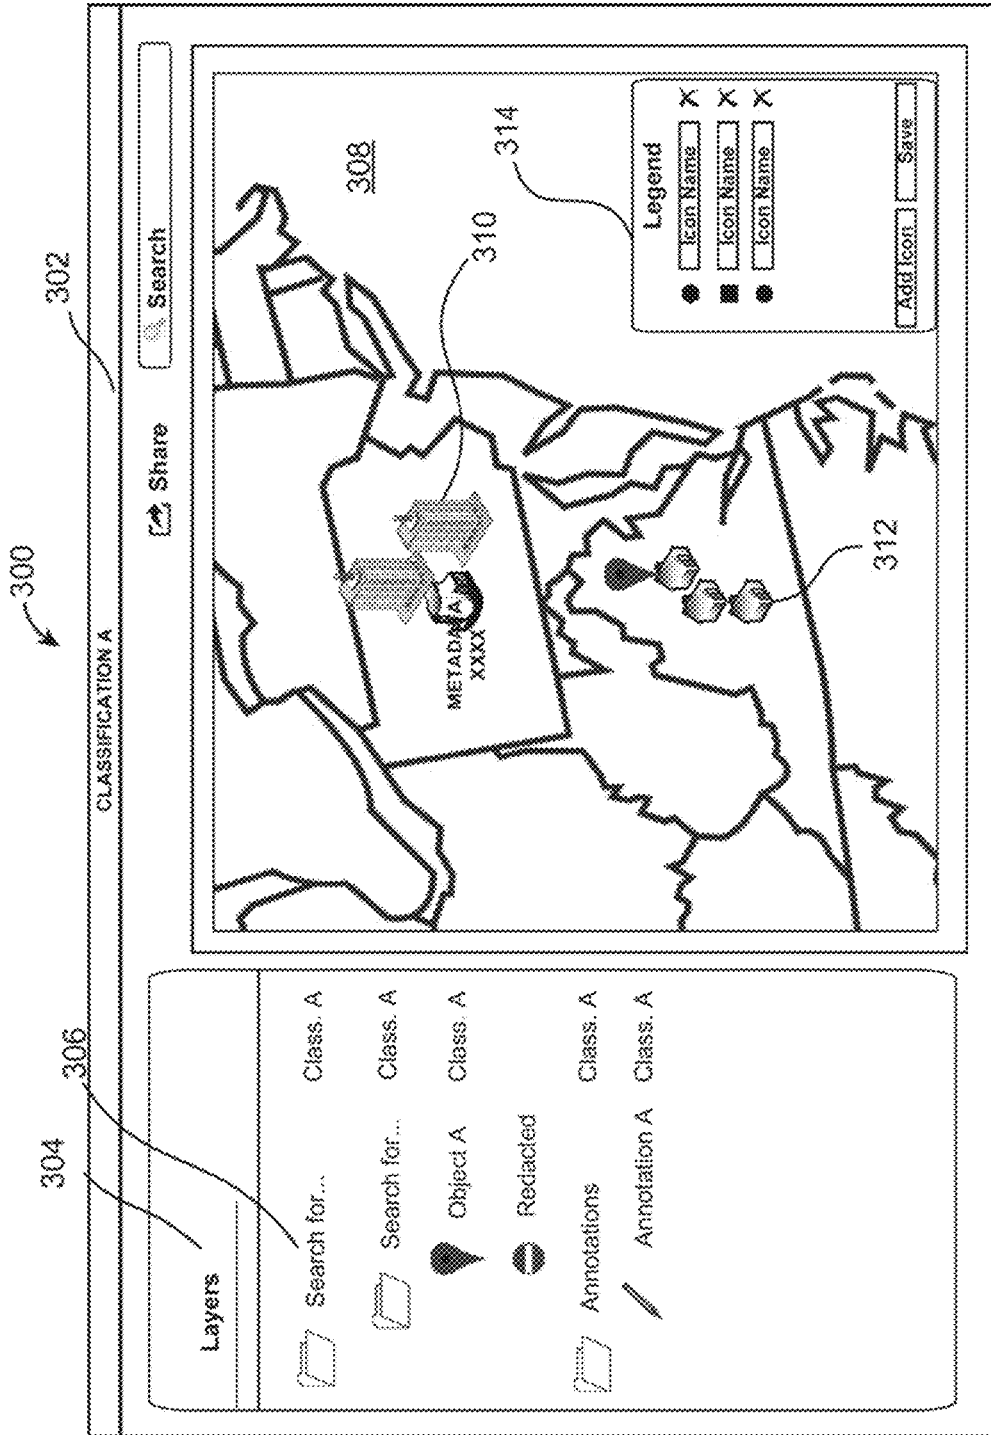 300
302
CLASSIFICATION A
304
306
Layers
Share
Search
Search for... Class. A
Search for... Class. A
Object A Class. A
Redacted
Annotations Class. A
Annotation A Class. A
308
310
METADATA
XXXX
312
314
Legend
Icon Name X
Icon Name X
Icon Name X
Add Icon Save